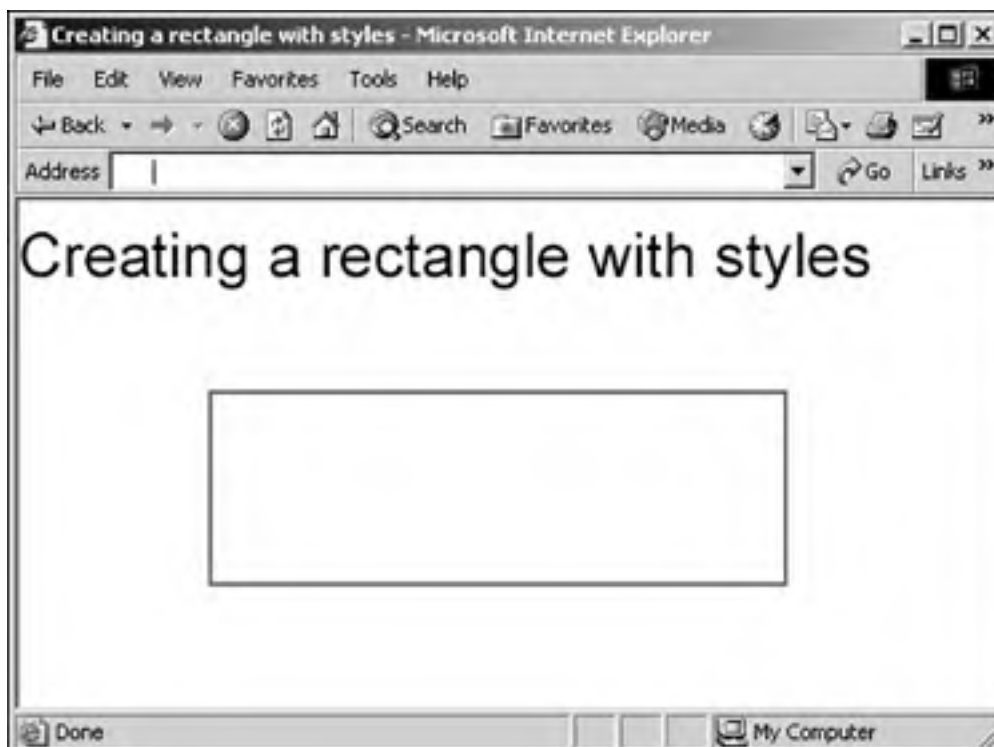 Creating a rectangle with styles - Microsoft Internet Explorer
File Edit View Favorites Tools Help
Back Search Favorites Media »
Address Go Links »
Creating a rectangle with styles
Done My Computer